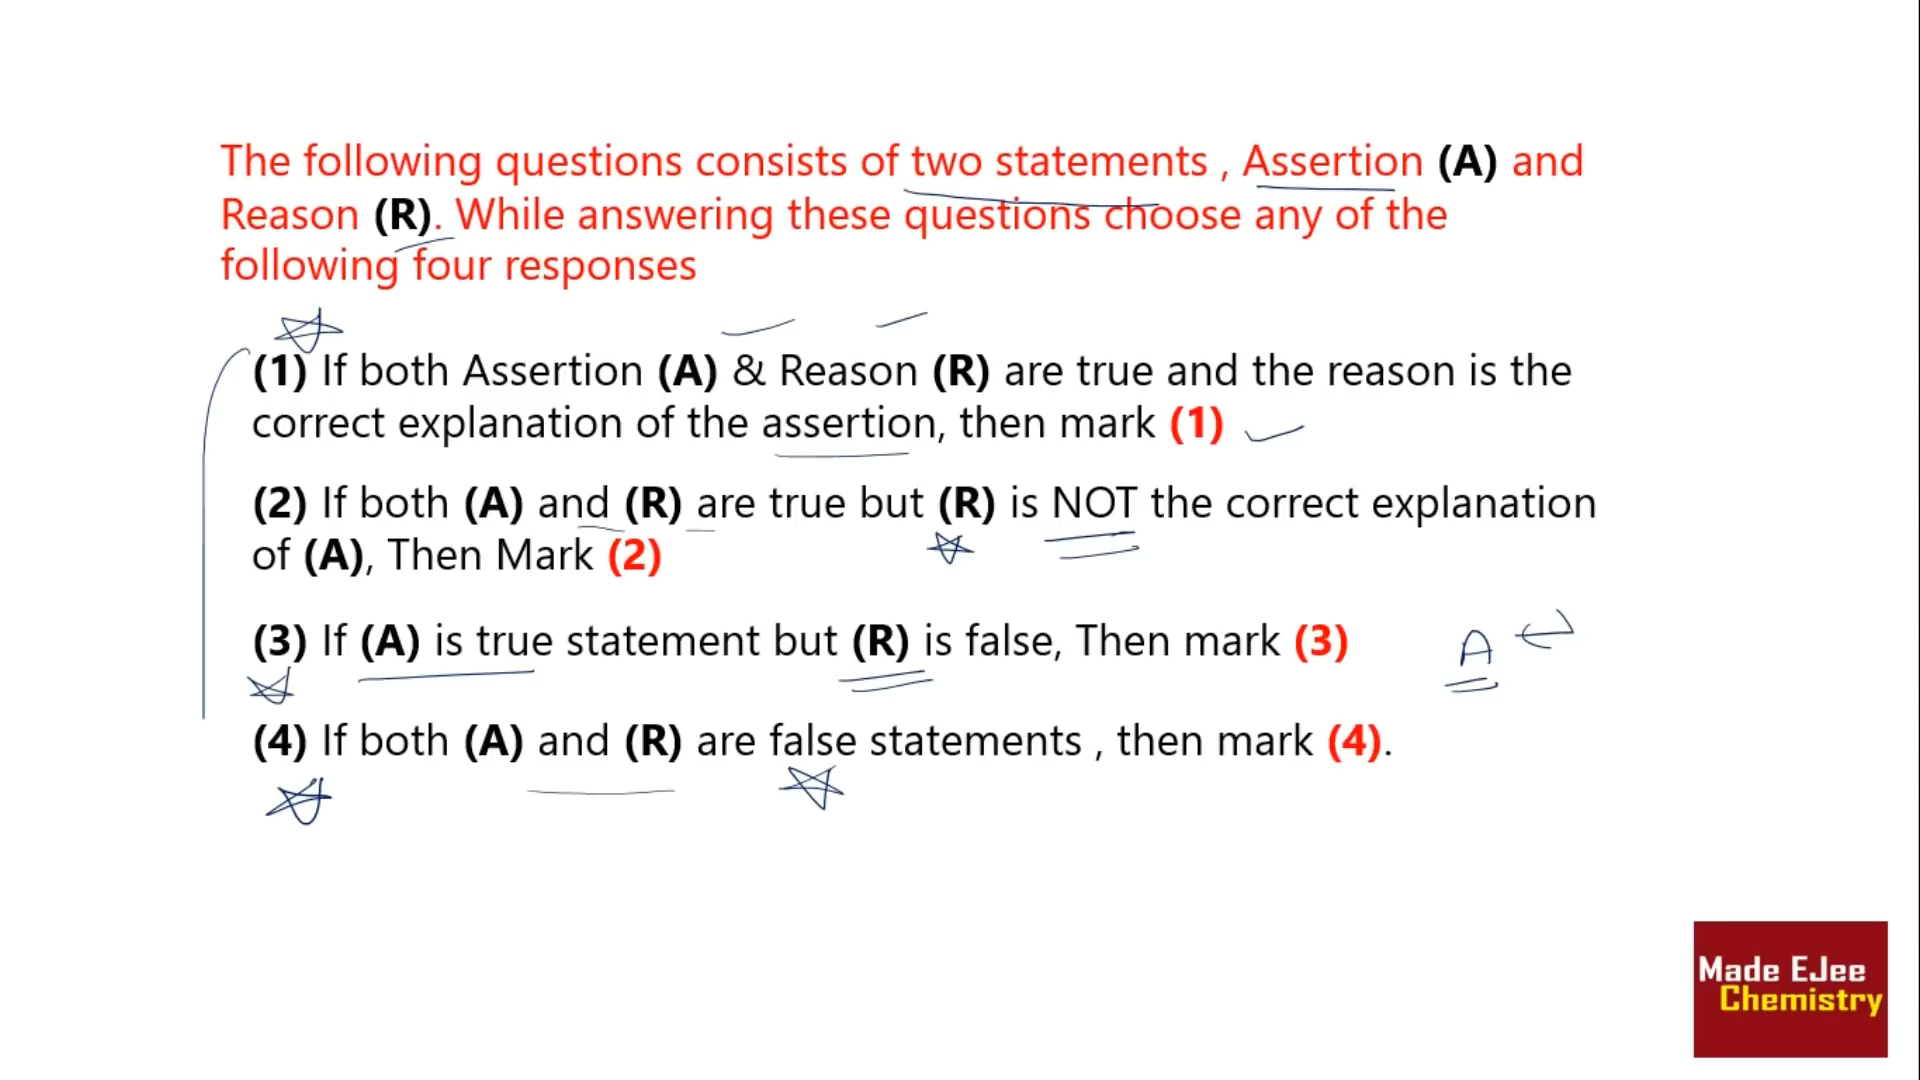 The following questions consists of two statements , Assertion (A) and
Reason (R). While answering these questions choose any of the
following four responses
(1) If both Assertion (A) & Reason (R) are true and the reason is the
correct explanation of the assertion, then mark (1)
(2) If both (A) and (R) are true but (R) is NOT the correct explanation
of (A), Then Mark (2)
(3) If (A) is true statement but (R) is false, Then mark (3)
A
(4) If both (A) and (R) are false statements , then mark (4).
Made EJee
Chemistry